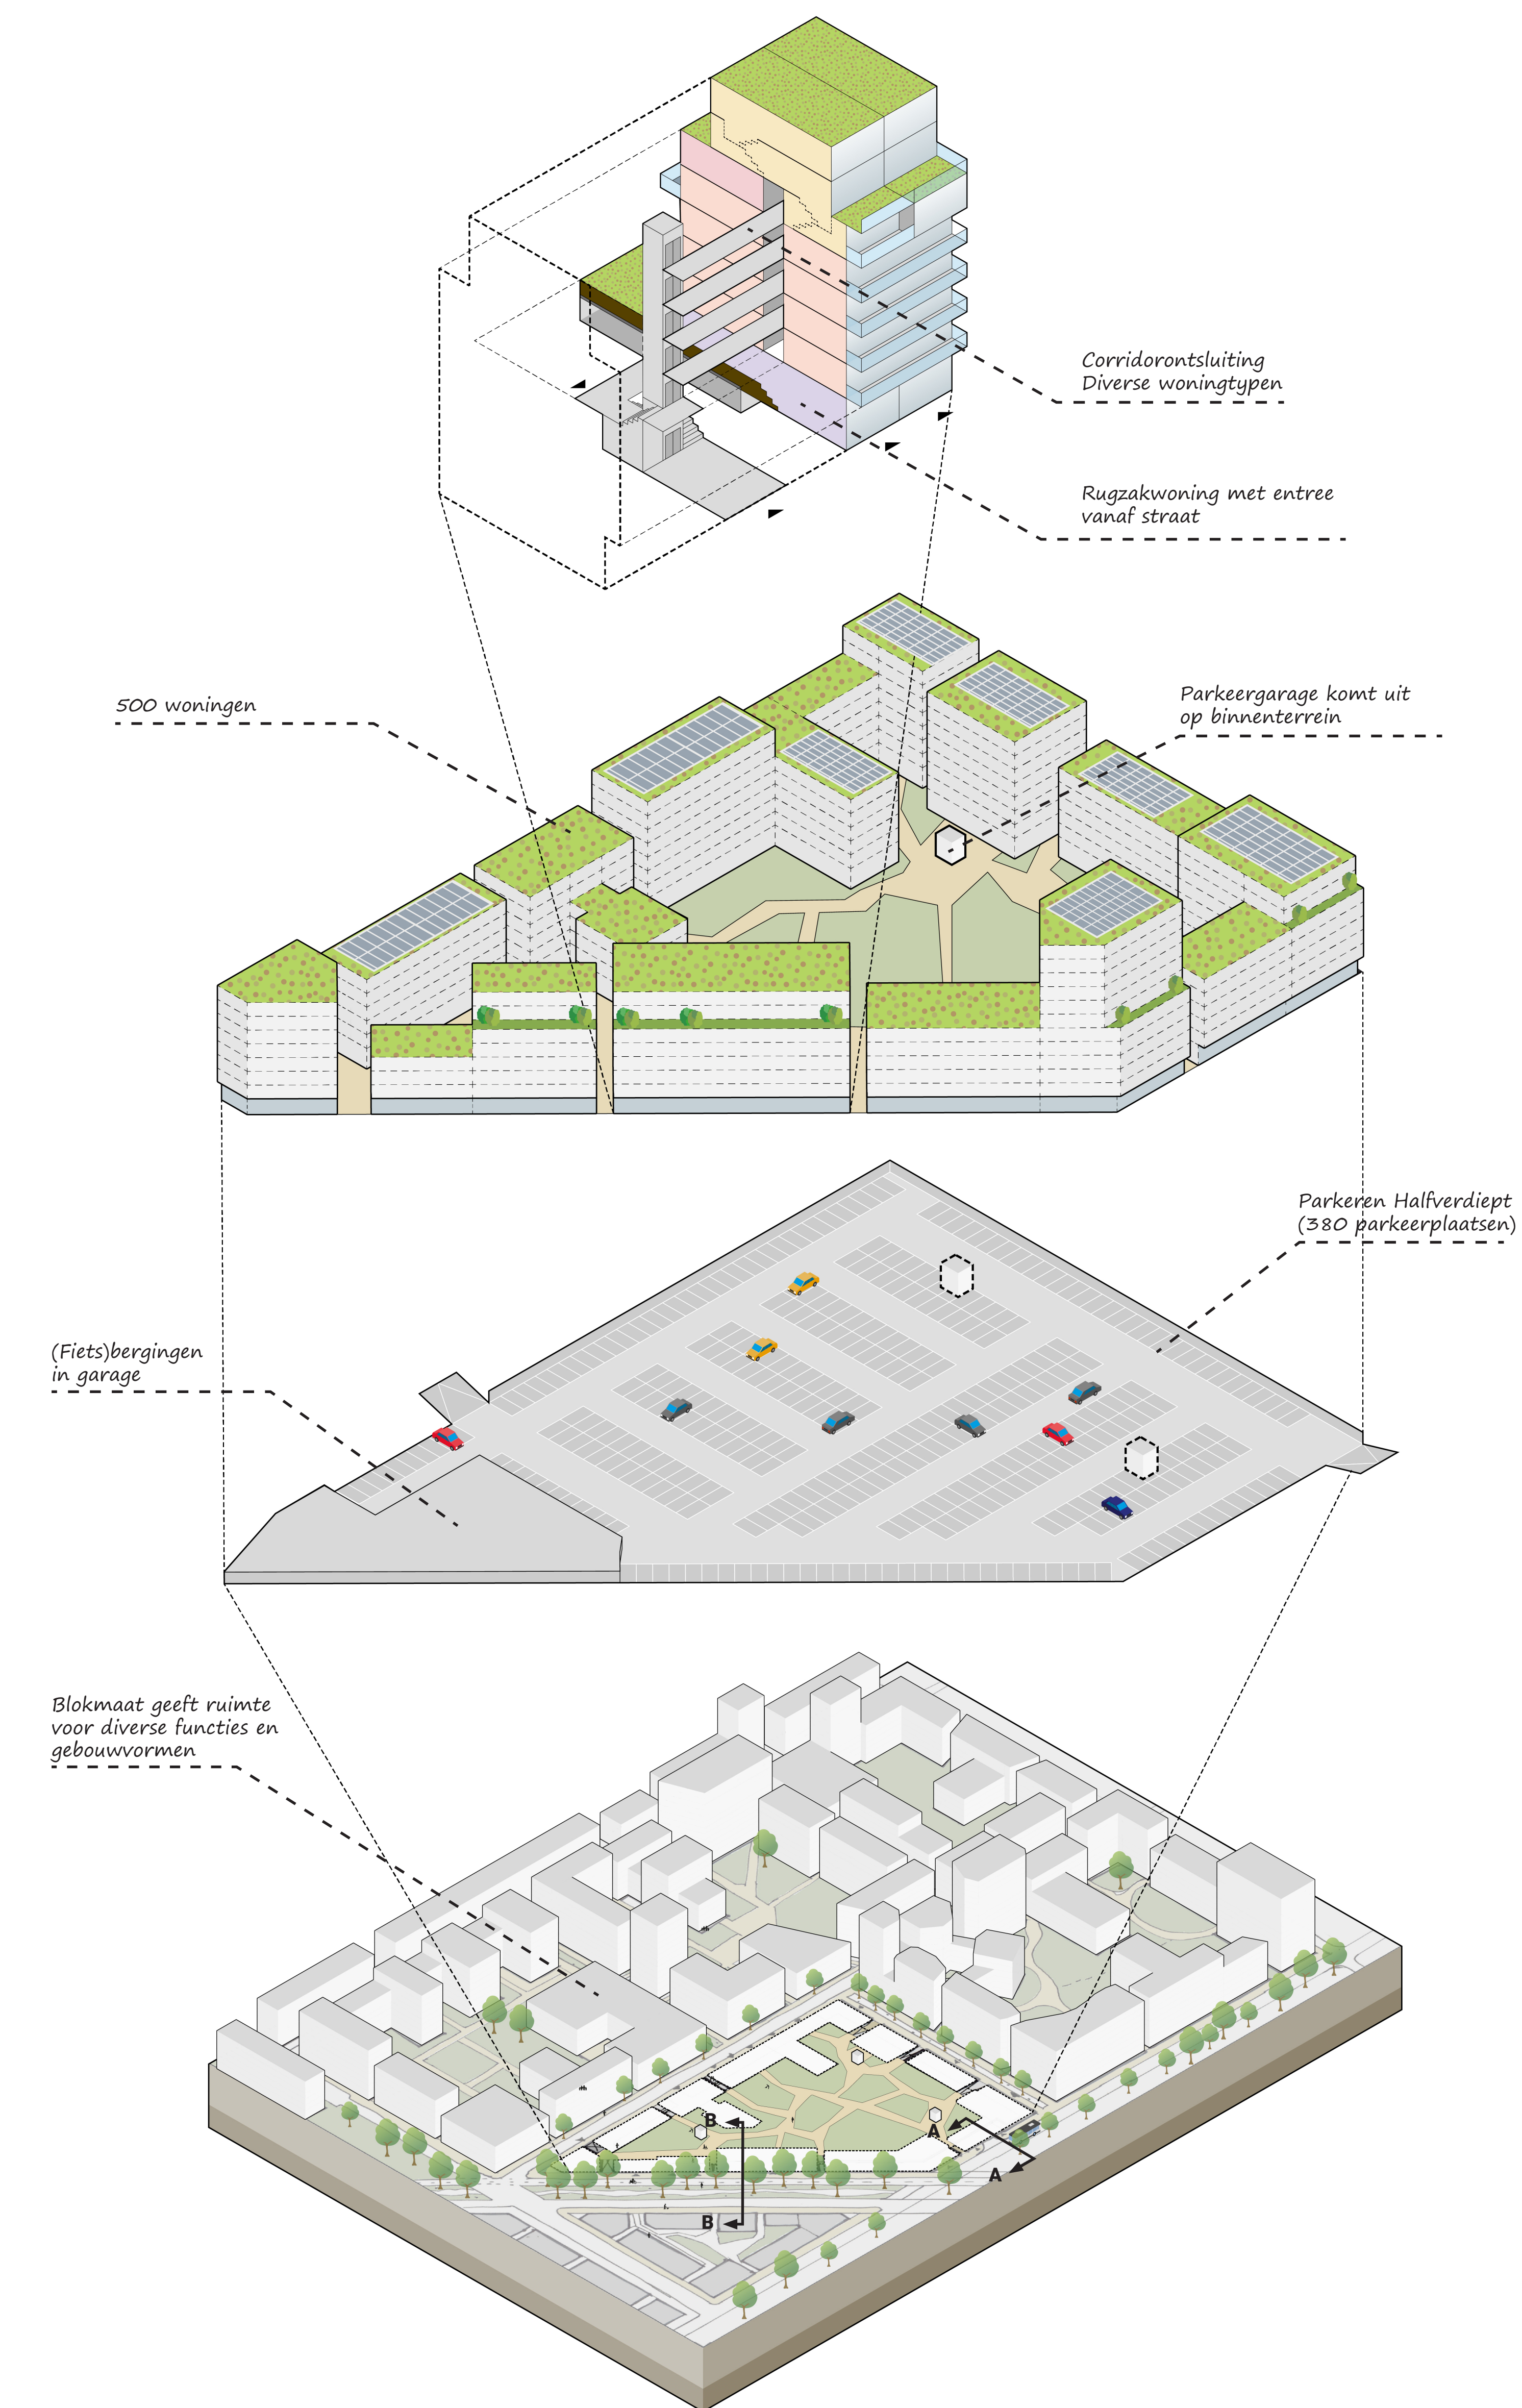 Corridorontsluiting
Diverse woningtypen
Rugzakwoning met entree
vanaf straat
500 woningen
Parkeergarage komt uit
op binnenterrein
Parkeren Halfverdiept
(380 parkeerplaatsen)
(Fiets)bergingen
in garage
Blokmaat geeft ruimte
voor diverse functies en
gebouwvormen
B
A
A
B